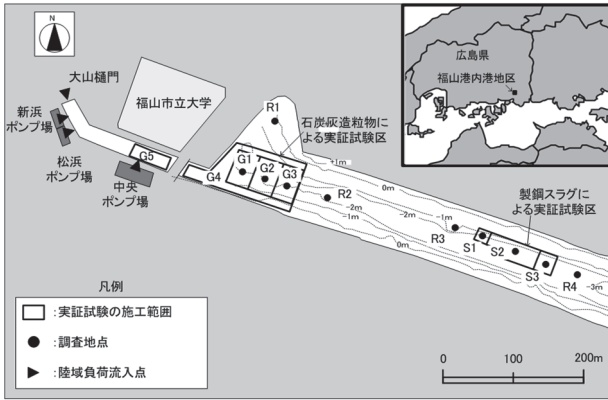 N
大山樋門
新浜
ポンプ場
松浜
ポンプ場
中央
ポンプ場
福山市立大学
G5
G4
G1
G2
G3
R1
石炭灰造粒物
による実証試験区
+1m
0m
R2
-2m
-1m
-2m
-1m
0m
R3
S1
S2
S3
R4
-3m
製鋼スラグ
による実証試験区
広島県
福山港内港地区
凡例
:実証試験の施工範囲
:調査地点
:陸域負荷流入点
0 100 200m